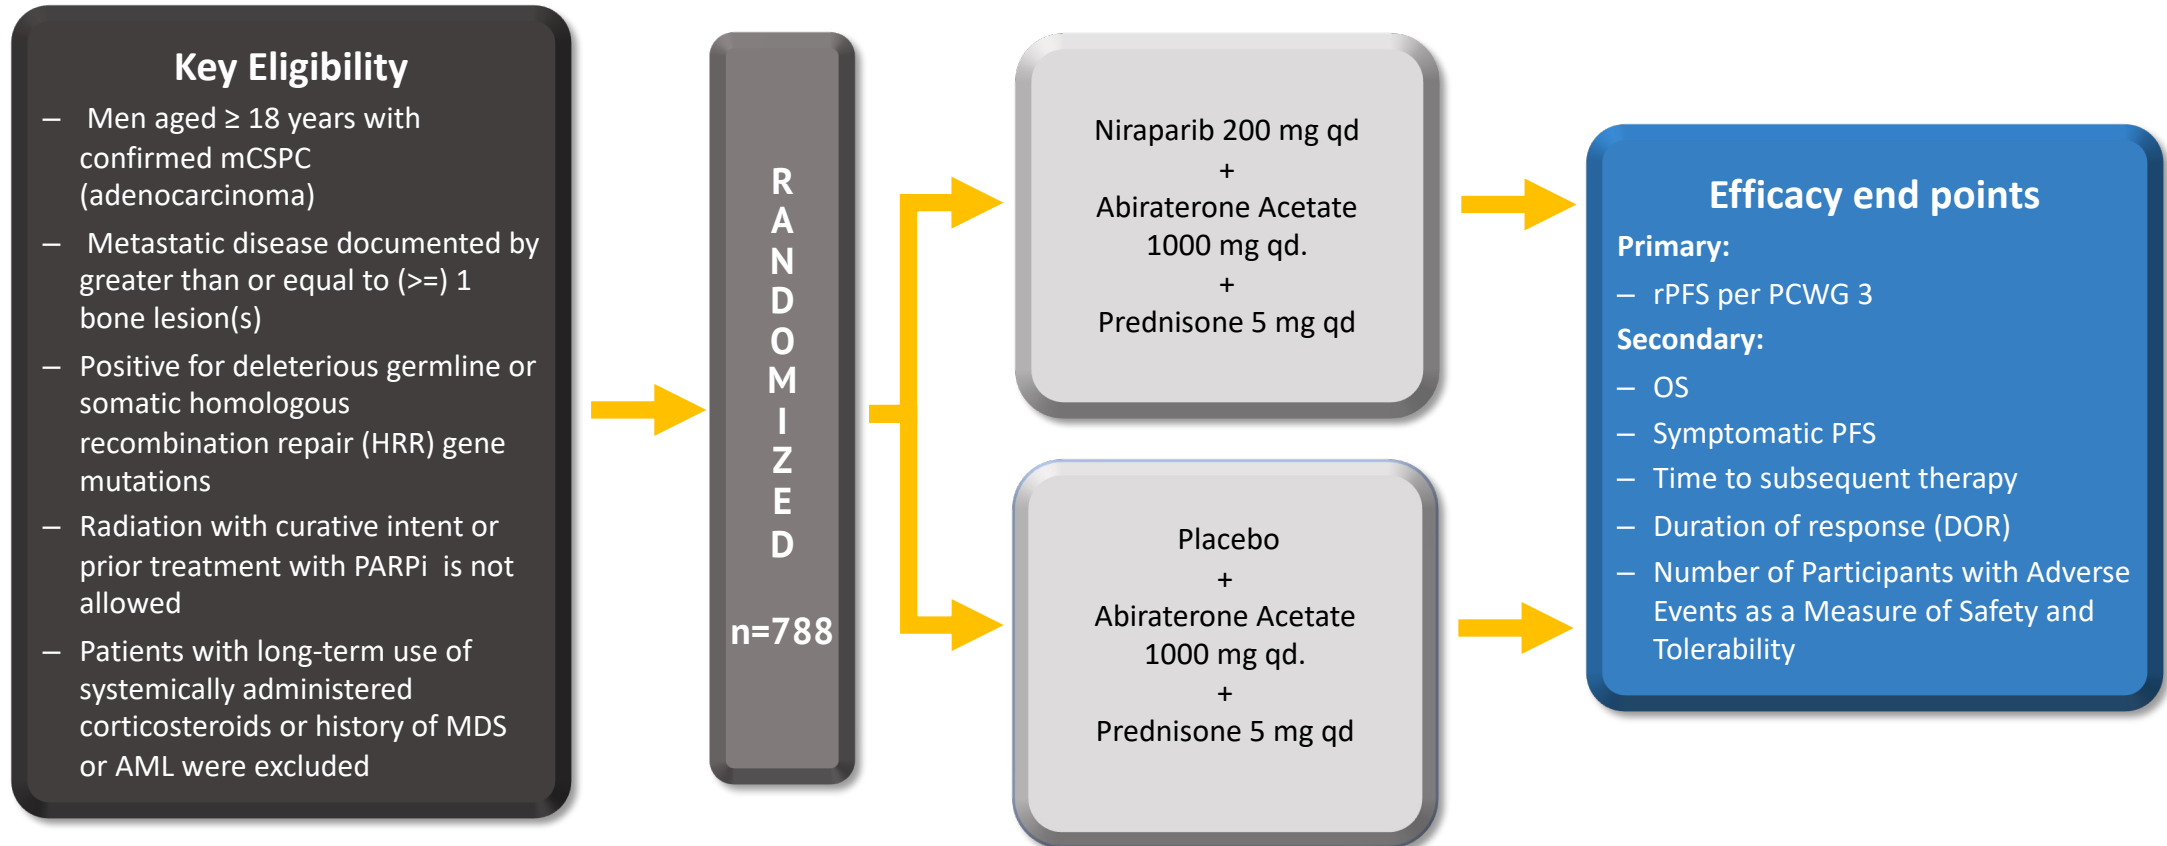 Key Eligibility
– Men aged ≥ 18 years with
confirmed mCSPC
(adenocarcinoma)
– Metastatic disease documented by
greater than or equal to (>=) 1
bone lesion(s)
– Positive for deleterious germline or
somatic homologous
recombination repair (HRR) gene
mutations
– Radiation with curative intent or
prior treatment with PARPi is not
allowed
– Patients with long-term use of
systemically administered
corticosteroids or history of MDS
or AML were excluded
RANDOMIZED
n=788
Niraparib 200 mg qd
+
Abiraterone Acetate
1000 mg qd.
+
Prednisone 5 mg qd
Placebo
+
Abiraterone Acetate
1000 mg qd.
+
Prednisone 5 mg qd
Efficacy end points
Primary:
– rPFS per PCWG 3
Secondary:
– OS
– Symptomatic PFS
– Time to subsequent therapy
– Duration of response (DOR)
– Number of Participants with Adverse
Events as a Measure of Safety and
Tolerability